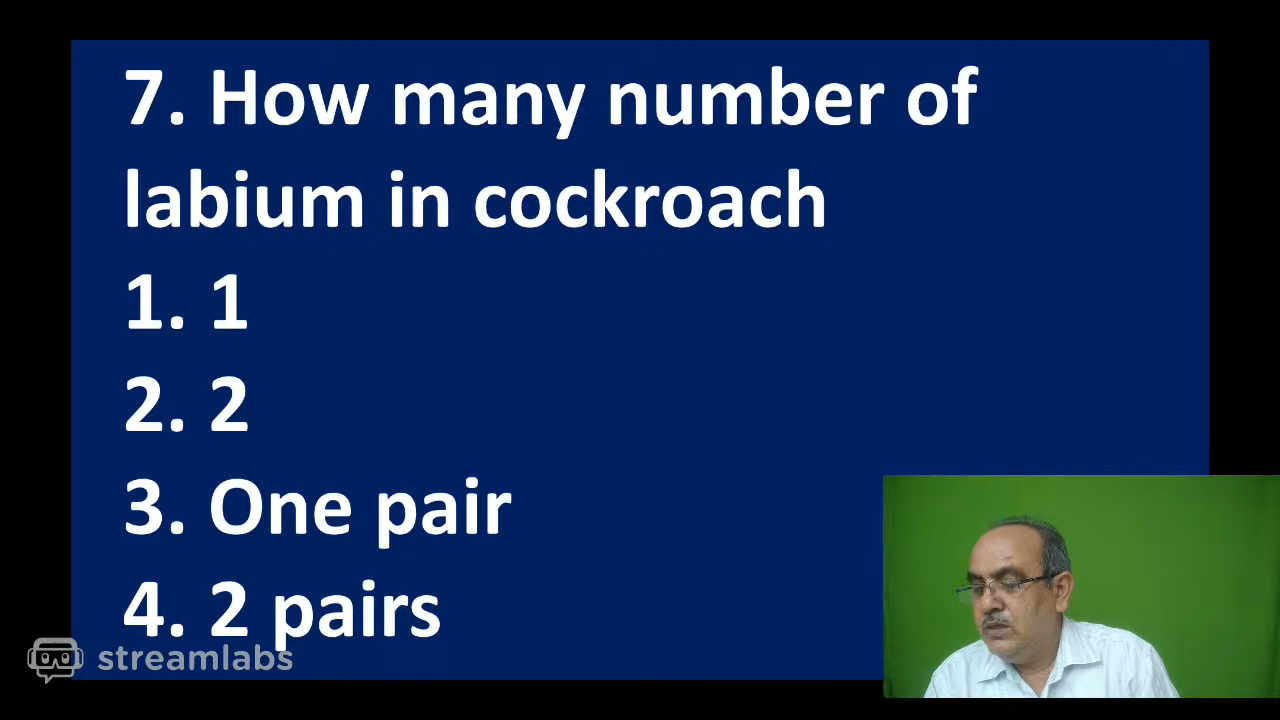 7. How many number of
labium in cockroach
1. 1
2. 2
3. One pair
4. 2 pairs
streamlabs